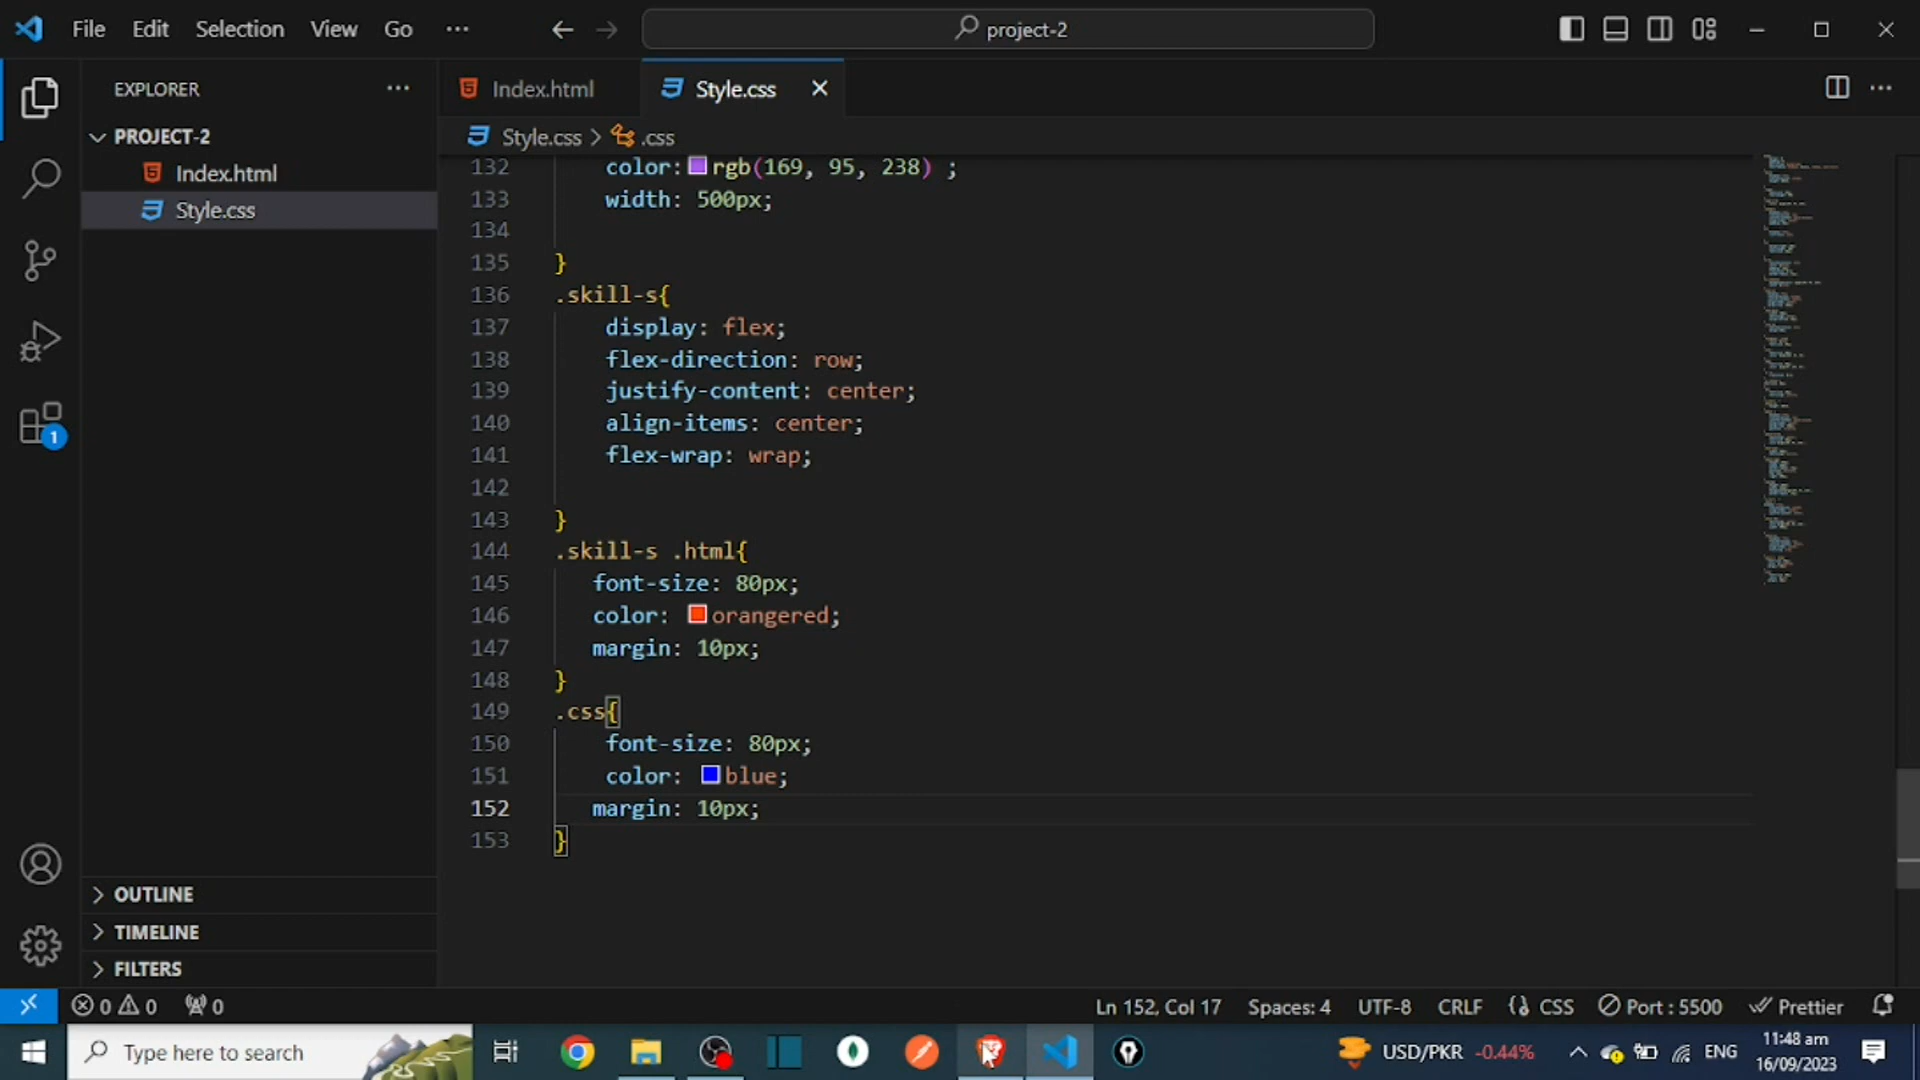 File Edit Selection View Go ···
project-2
EXPLORER
Index.html
Style.css
PROJECT-2
Style.css > .css
Index.html
Style.css
132 color: rgb(169, 95, 238) ;
133 width: 500px;
134
135 }
136 .skill-s{
137 display: flex;
138 flex-direction: row;
139 justify-content: center;
140 align-items: center;
141 flex-wrap: wrap;
142
143 }
144 .skill-s .html{
145 font-size: 80px;
146 color: orangered;
147 margin: 10px;
148 }
149 .css{
150 font-size: 80px;
151 color: blue;
152 margin: 10px;
153 }
1
OUTLINE
TIMELINE
FILTERS
0 0 0
Ln 152, Col 17 Spaces: 4 UTF-8 CRLF CSS Port : 5500 Prettier
Type here to search
USD/PKR -0.44%
ENG
11:48 am
16/09/2023